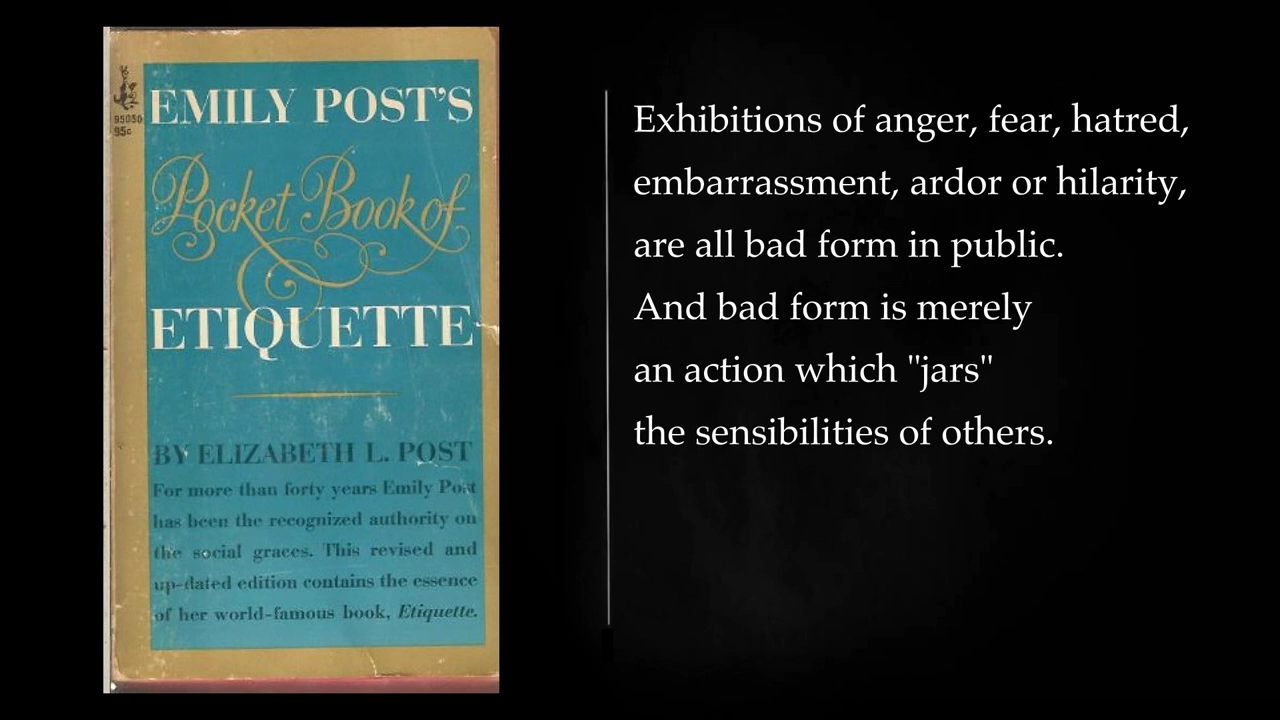 95050
95c
EMILY POST'S
Pocket Book of
ETIQUETTE
BY ELIZABETH L. POST
For more than forty years Emily Post
has been the recognized authority on
the social graces. This revised and
up-dated edition contains the essence
of her world-famous book, Etiquette.
Exhibitions of anger, fear, hatred,
embarrassment, ardor or hilarity,
are all bad form in public.
And bad form is merely
an action which "jars"
the sensibilities of others.